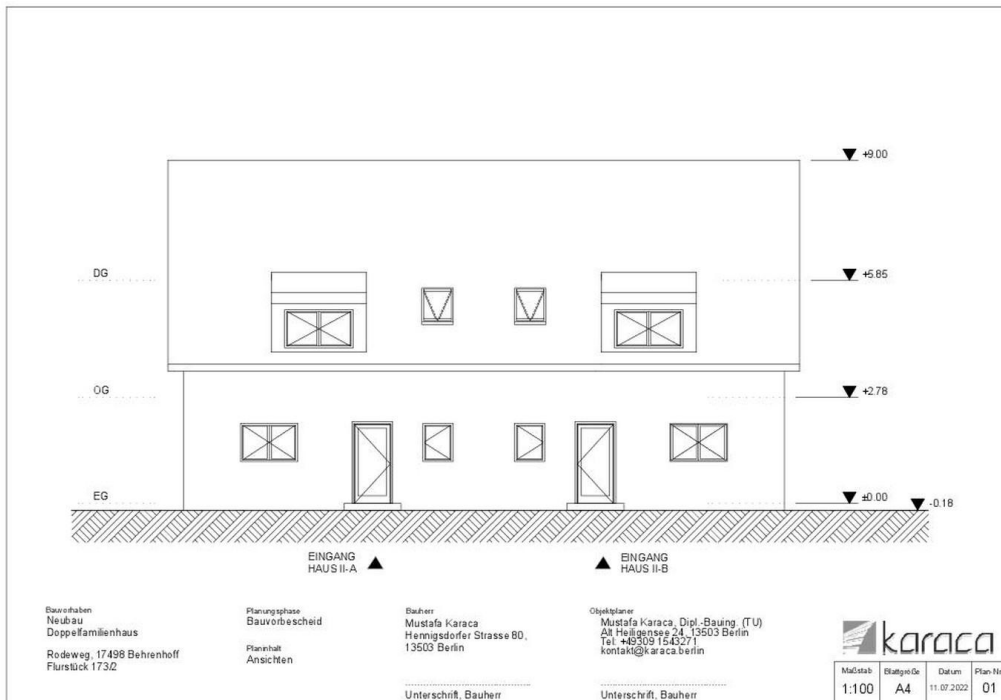 +9.00
DG
+5.85
OG
+2.78
EG
±0.00
-0.18
EINGANG
HAUS II-A
EINGANG
HAUS II-B
Bauvorhaben
Neubau
Doppelfamilienhaus
Rodeweg, 17498 Behrenhoff
Flurstück 173/2
Planungsphase
Bauvorbescheid
Planinhalt
Ansichten
Bauherr
Mustafa Karaca
Hennigsdorfer Strasse 80,
13503 Berlin
Unterschrift, Bauherr
Objektplaner
Mustafa Karaca, Dipl.-Bauing. (TU)
Alt Heiligensee 24, 13503 Berlin
Tel: +49309 1543271
kontakt@karaca.berlin
Unterschrift, Bauherr
karaca
Maßstab
1:100
Blattgröße
A4
Datum
11.07.2022
Plan-Nr
01